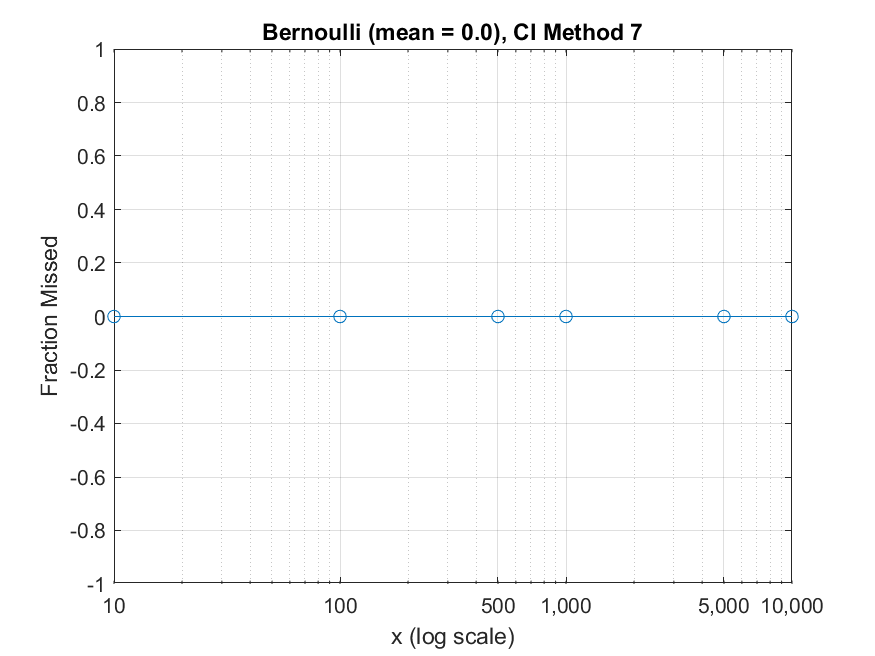 Bernoulli (mean = 0.0), CI Method 7
1
0.8
0.6
0.4
0.2
0
-0.2
-0.4
-0.6
-0.8
-1
Fraction Missed
10 100 500 1,000 5,000 10,000
x (log scale)